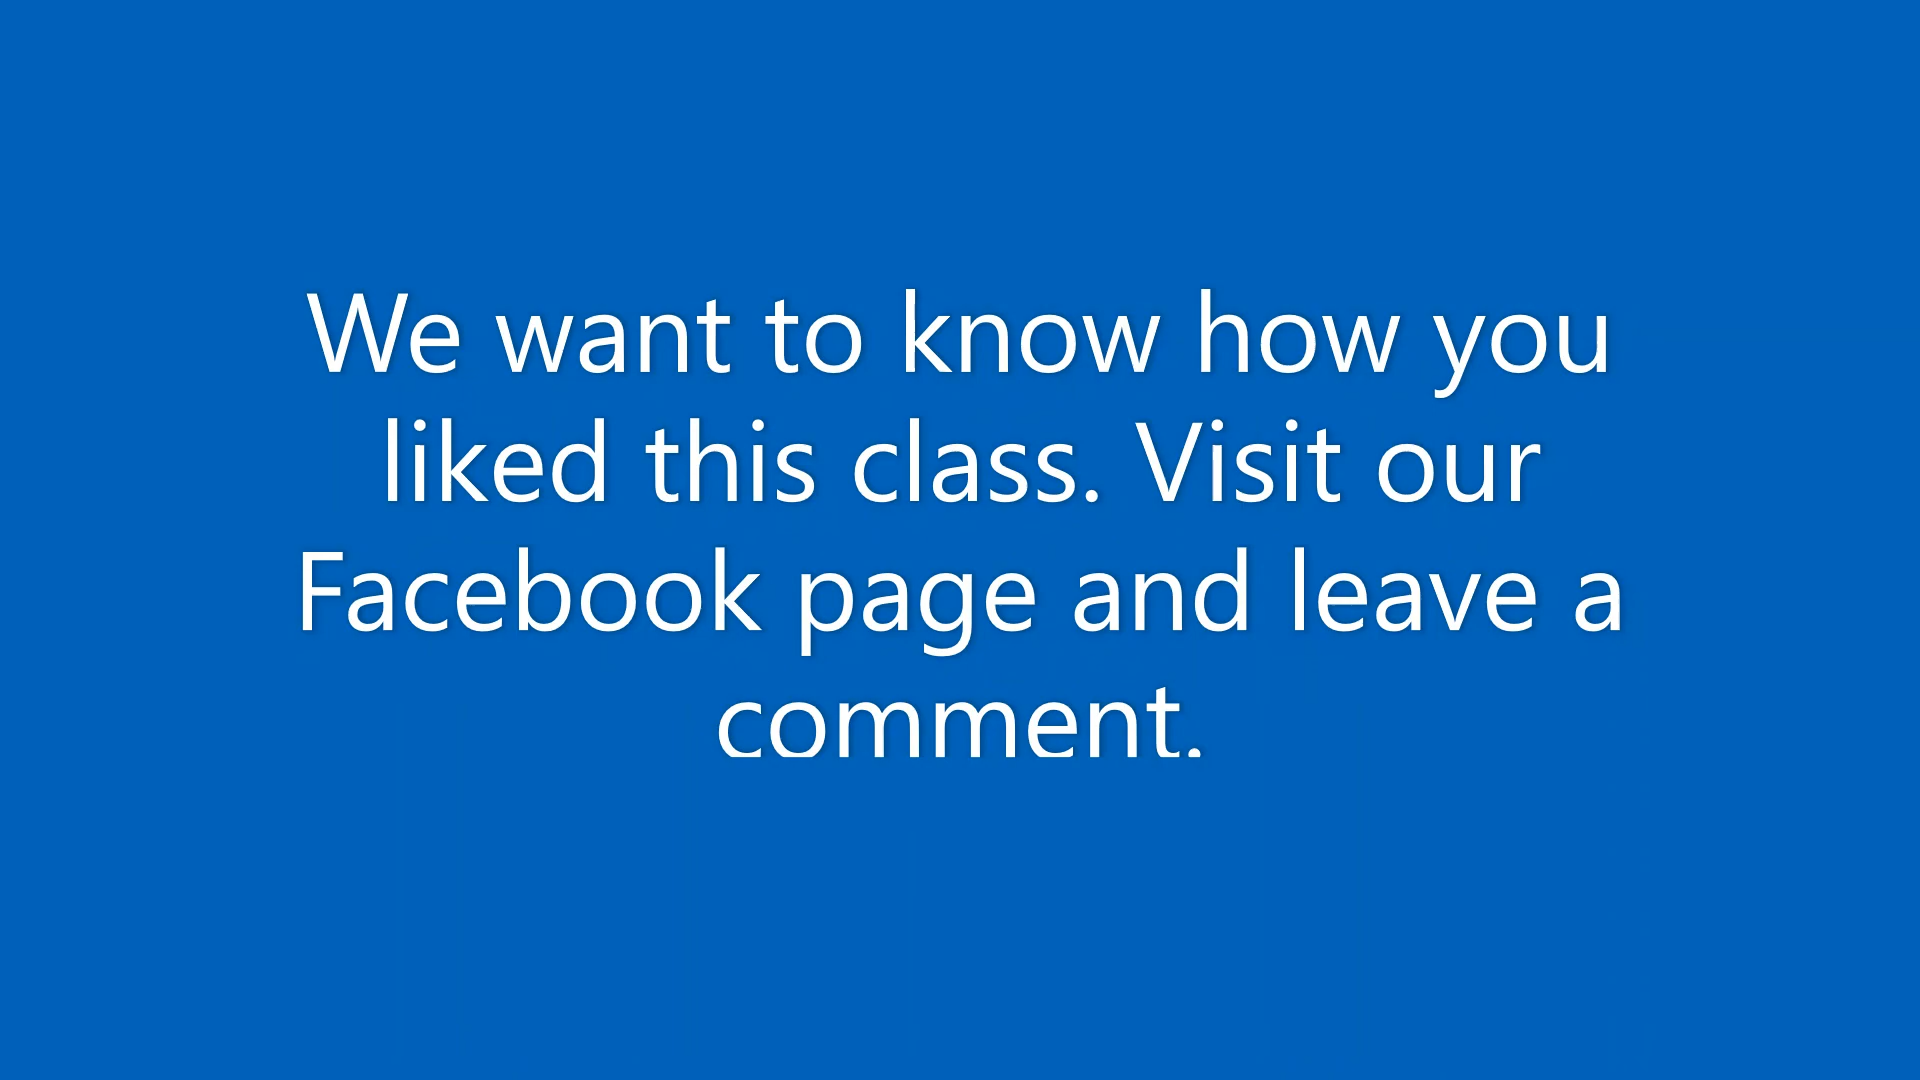 We want to know how you
liked this class. Visit our
Facebook page and leave a
comment.